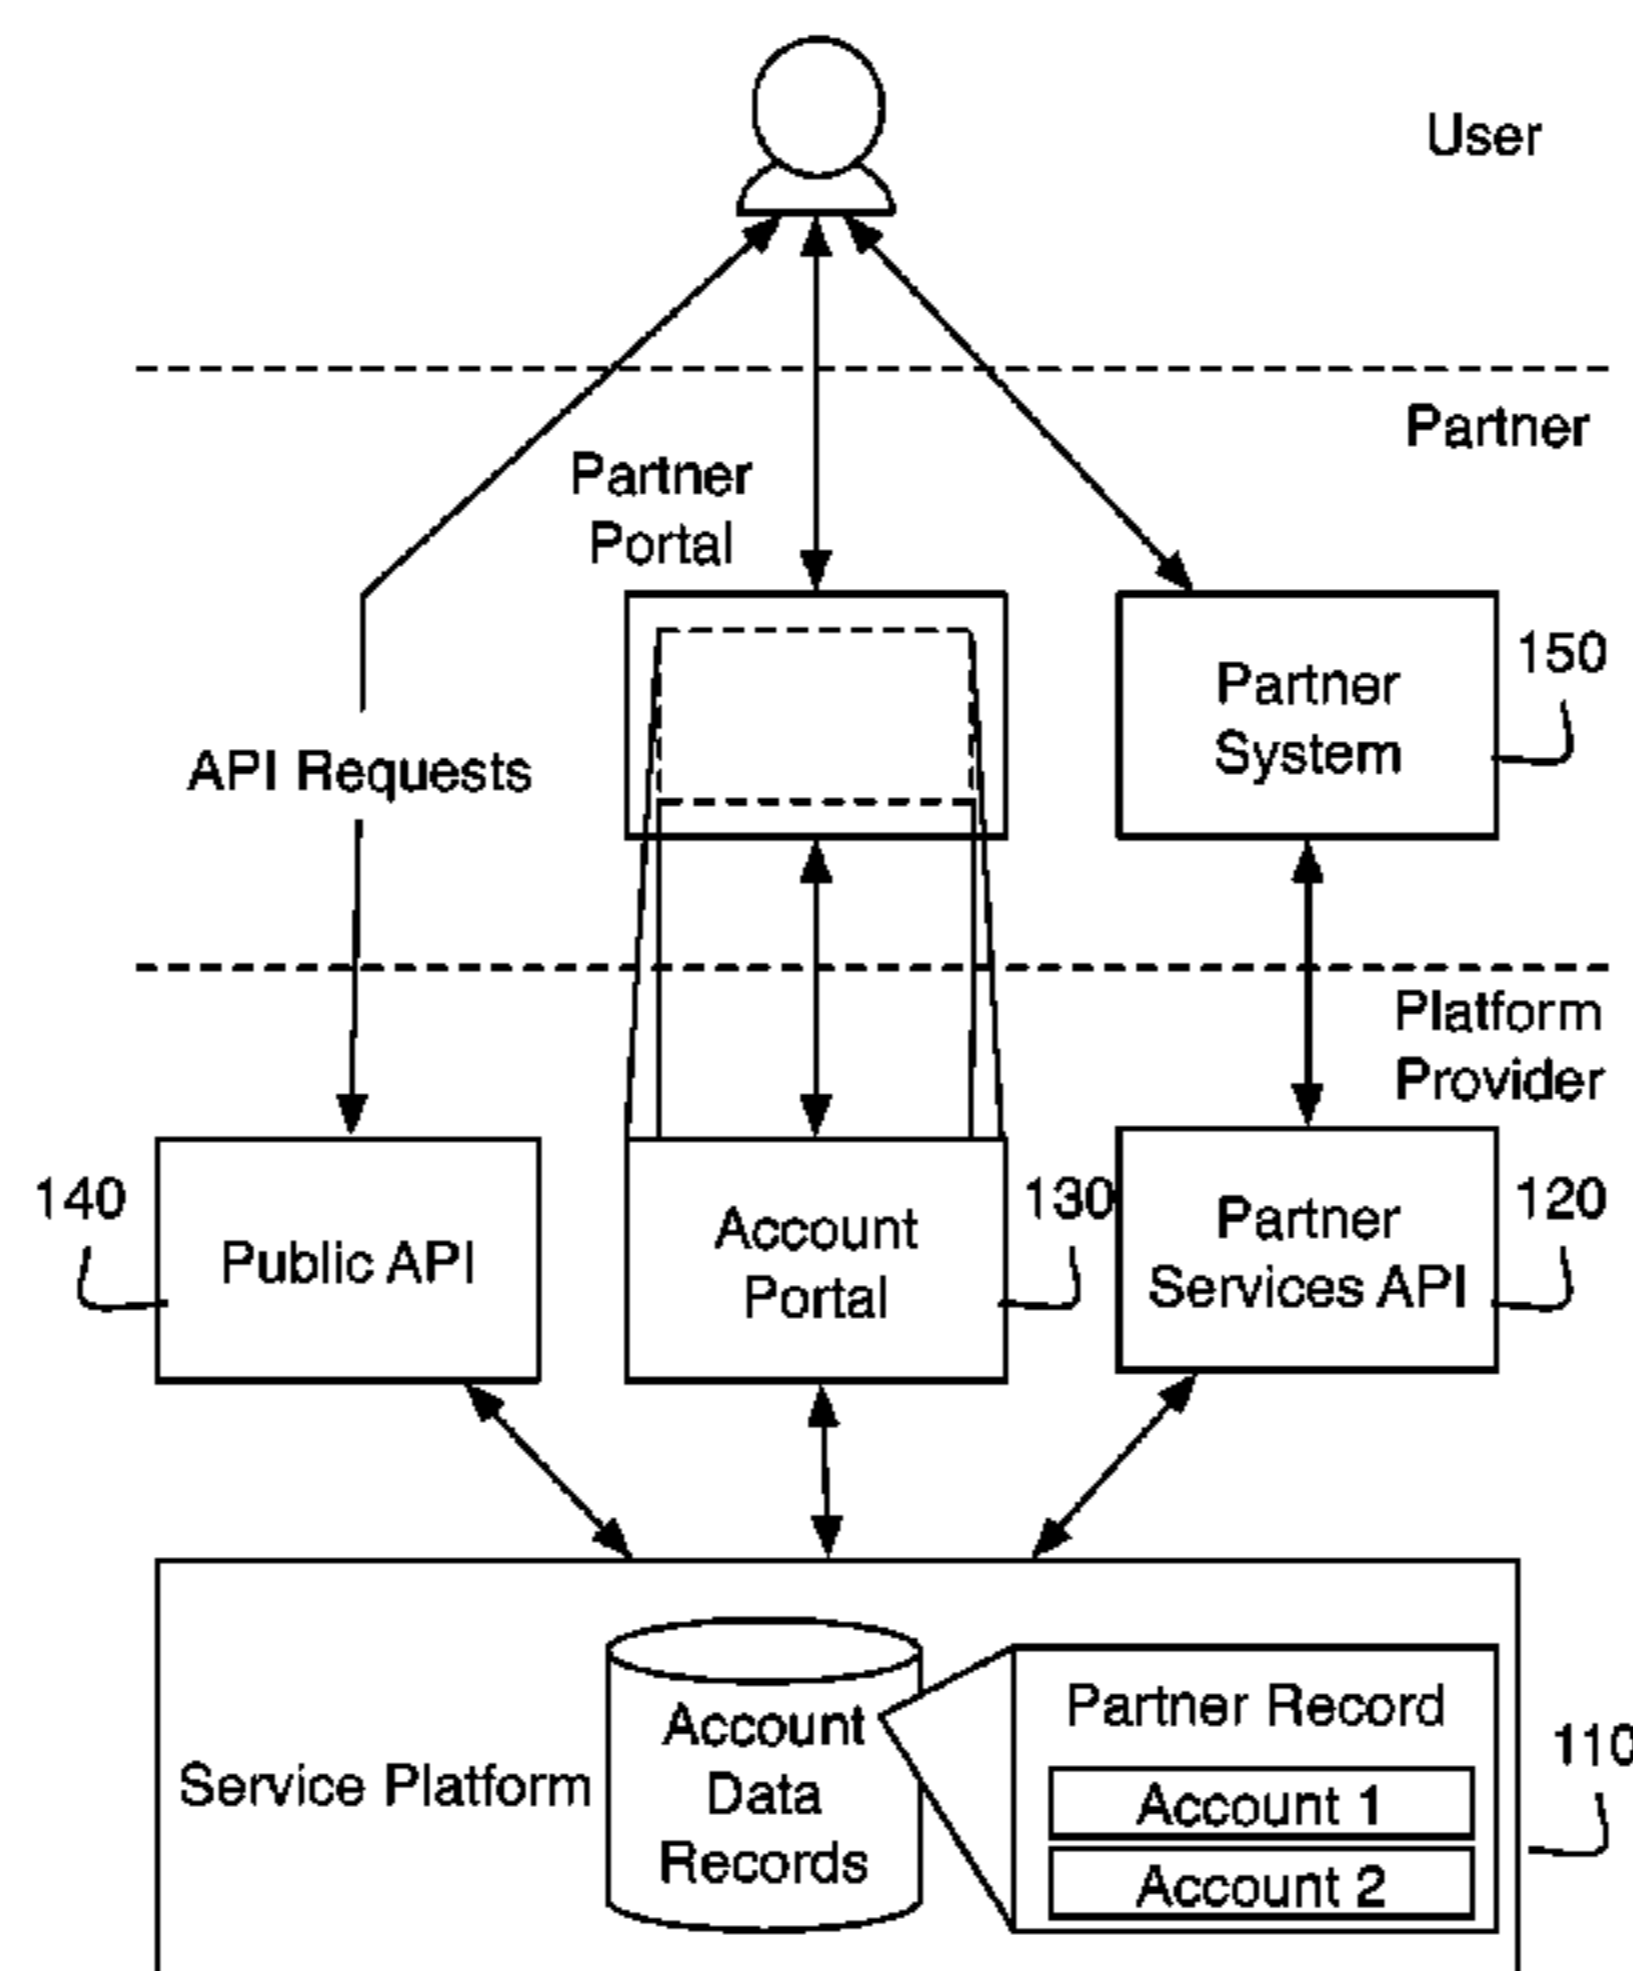 User
Partner
Partner
Portal
150
Partner
System
API Requests
Platform
Provider
140
130
120
Public API
Account
Portal
Partner
Services API
Service Platform
Account
Data
Records
Partner Record
Account 1
Account 2
110